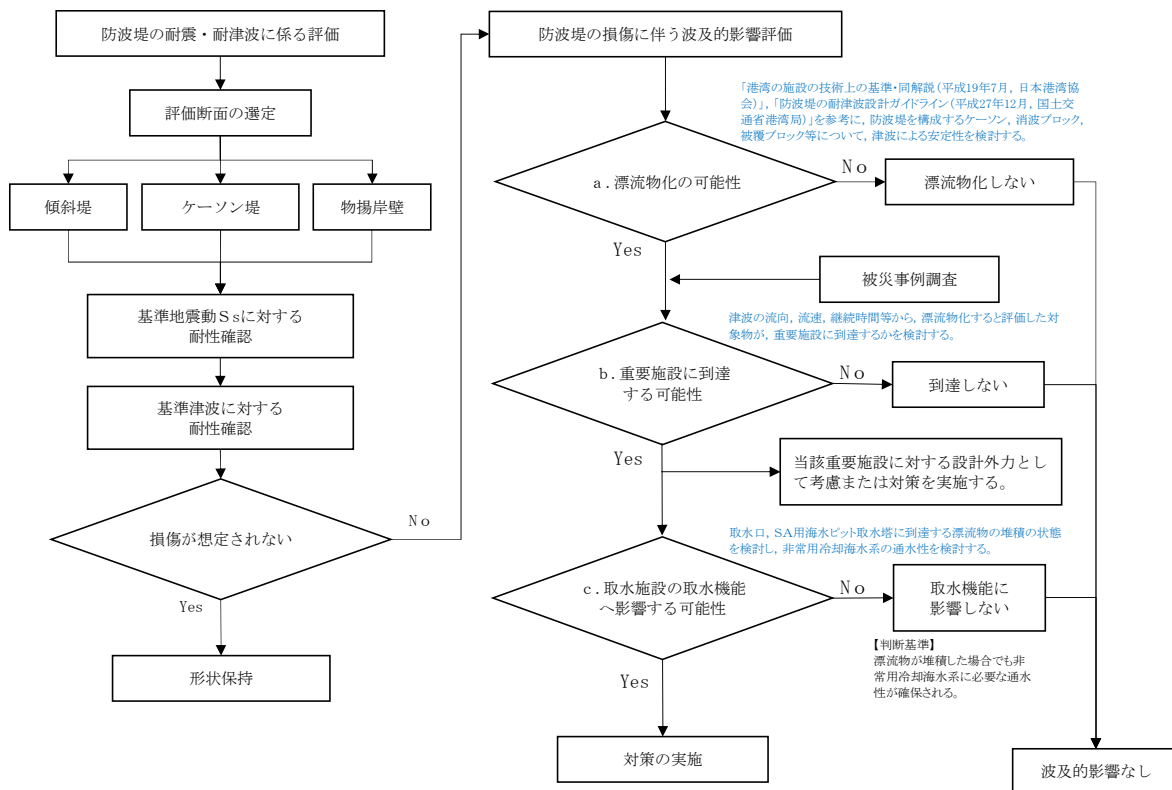 防波堤の耐震・耐津波に係る評価
評価断面の選定
傾斜堤
ケーソン堤
物揚岸壁
基準地震動Ｓsに対する
耐性確認
基準津波に対する
耐性確認
損傷が想定されない
No
Yes
形状保持
防波堤の損傷に伴う波及的影響評価
「港湾の施設の技術上の基準・同解説（平成19年7月，日本港湾協
会）」，「防波堤の耐津波設計ガイドライン（平成27年12月，国土交
通省港湾局）」を参考に，防波堤を構成するケーソン，消波ブロック，
被覆ブロック等について，津波による安定性を検討する。
ａ．漂流物化の可能性
No
漂流物化しない
Yes
被災事例調査
津波の流向，流速，継続時間等から，漂流物化すると評価した対
象物が，重要施設に到達するかを検討する。
ｂ．重要施設に到達
する可能性
No
到達しない
Yes
当該重要施設に対する設計外力とし
て考慮または対策を実施する。
取水口，ＳＡ用海水ピット取水塔に到達する漂流物の堆積の状態
を検討し，非常用冷却海水系の通水性を検討する。
ｃ．取水施設の取水機能
へ影響する可能性
No
取水機能に
影響しない
【判断基準】
漂流物が堆積した場合でも非
常用冷却海水系に必要な通水
性が確保される。
Yes
対策の実施
波及的影響なし